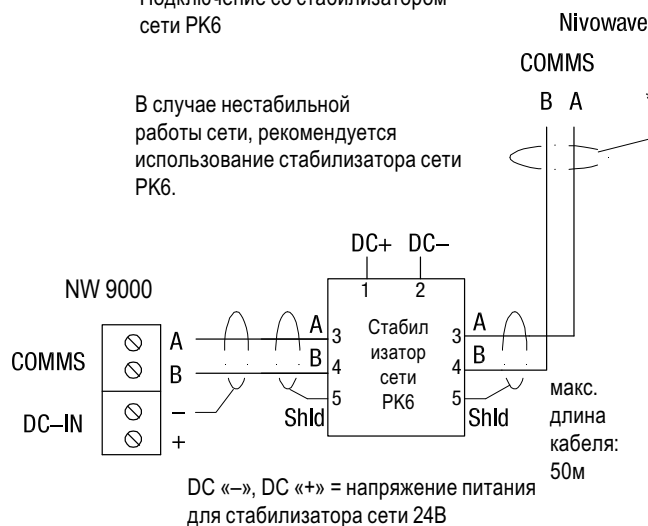 Подключение со стабилизатором
сети PK6
Nivowave
COMMS
B A
*
В случае нестабильной
работы сети, рекомендуется
использование стабилизатора сети
PK6.
DC+ DC–
1 2
NW 9000
COMMS
A
B
DC–IN
–
+
A 3
B 4
5
Shld
Стабил
изатор
сети
PK6
3 A
4 B
5
Shld
макс.
длина
кабеля:
50м
DC «–», DC «+» = напряжение питания
для стабилизатора сети 24В